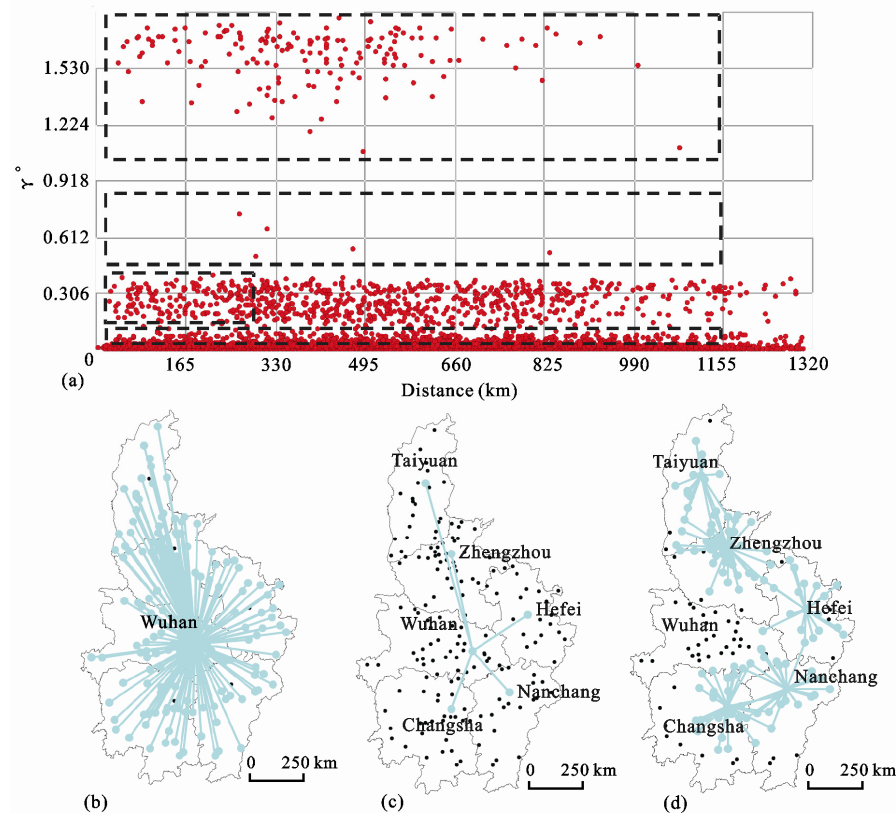 1.530
1.224
0.918
γ°
0.612
0.306
0 165 330 495 660 825 990 1155 1320
Distance (km)
(a)
Taiyuan
Zhengzhou
Wuhan
Hefei
Nanchang
Changsha
Taiyuan
Zhengzhou
Hefei
Wuhan
Nanchang
Changsha
Wuhan
0 250 km
0 250 km
0 250 km
(b) (c) (d)